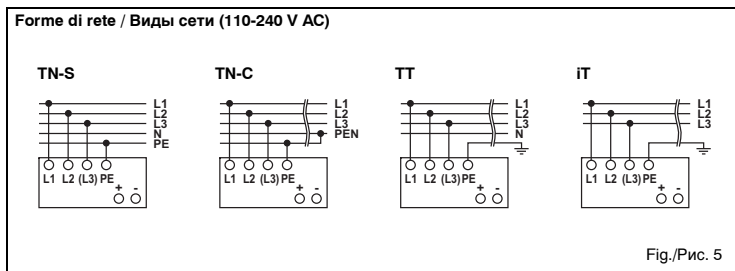 Forme di rete / Виды сети (110-240 V AC)
TN-S
TN-C
TT
iT
L1
L2
L3
N
PE
L1 L2 (L3) PE
+ -
L1
L2
L3
PEN
L1 L2 (L3) PE
+ -
L1
L2
L3
N
L1 L2 (L3) PE
+ -
L1
L2
L3
L1 L2 (L3) PE
+ -
Fig./Рис. 5